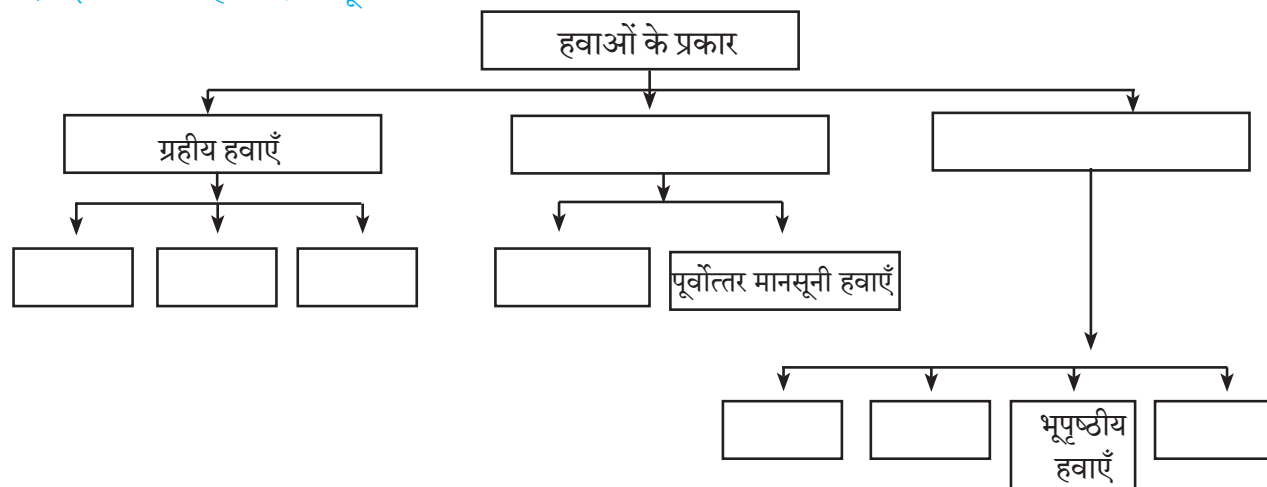 हवाओं के प्रकार
ग्रहीय हवाएँ
पूर्वोत्तर मानसूनी हवाएँ
भूपृष्ठीय
हवाएँ